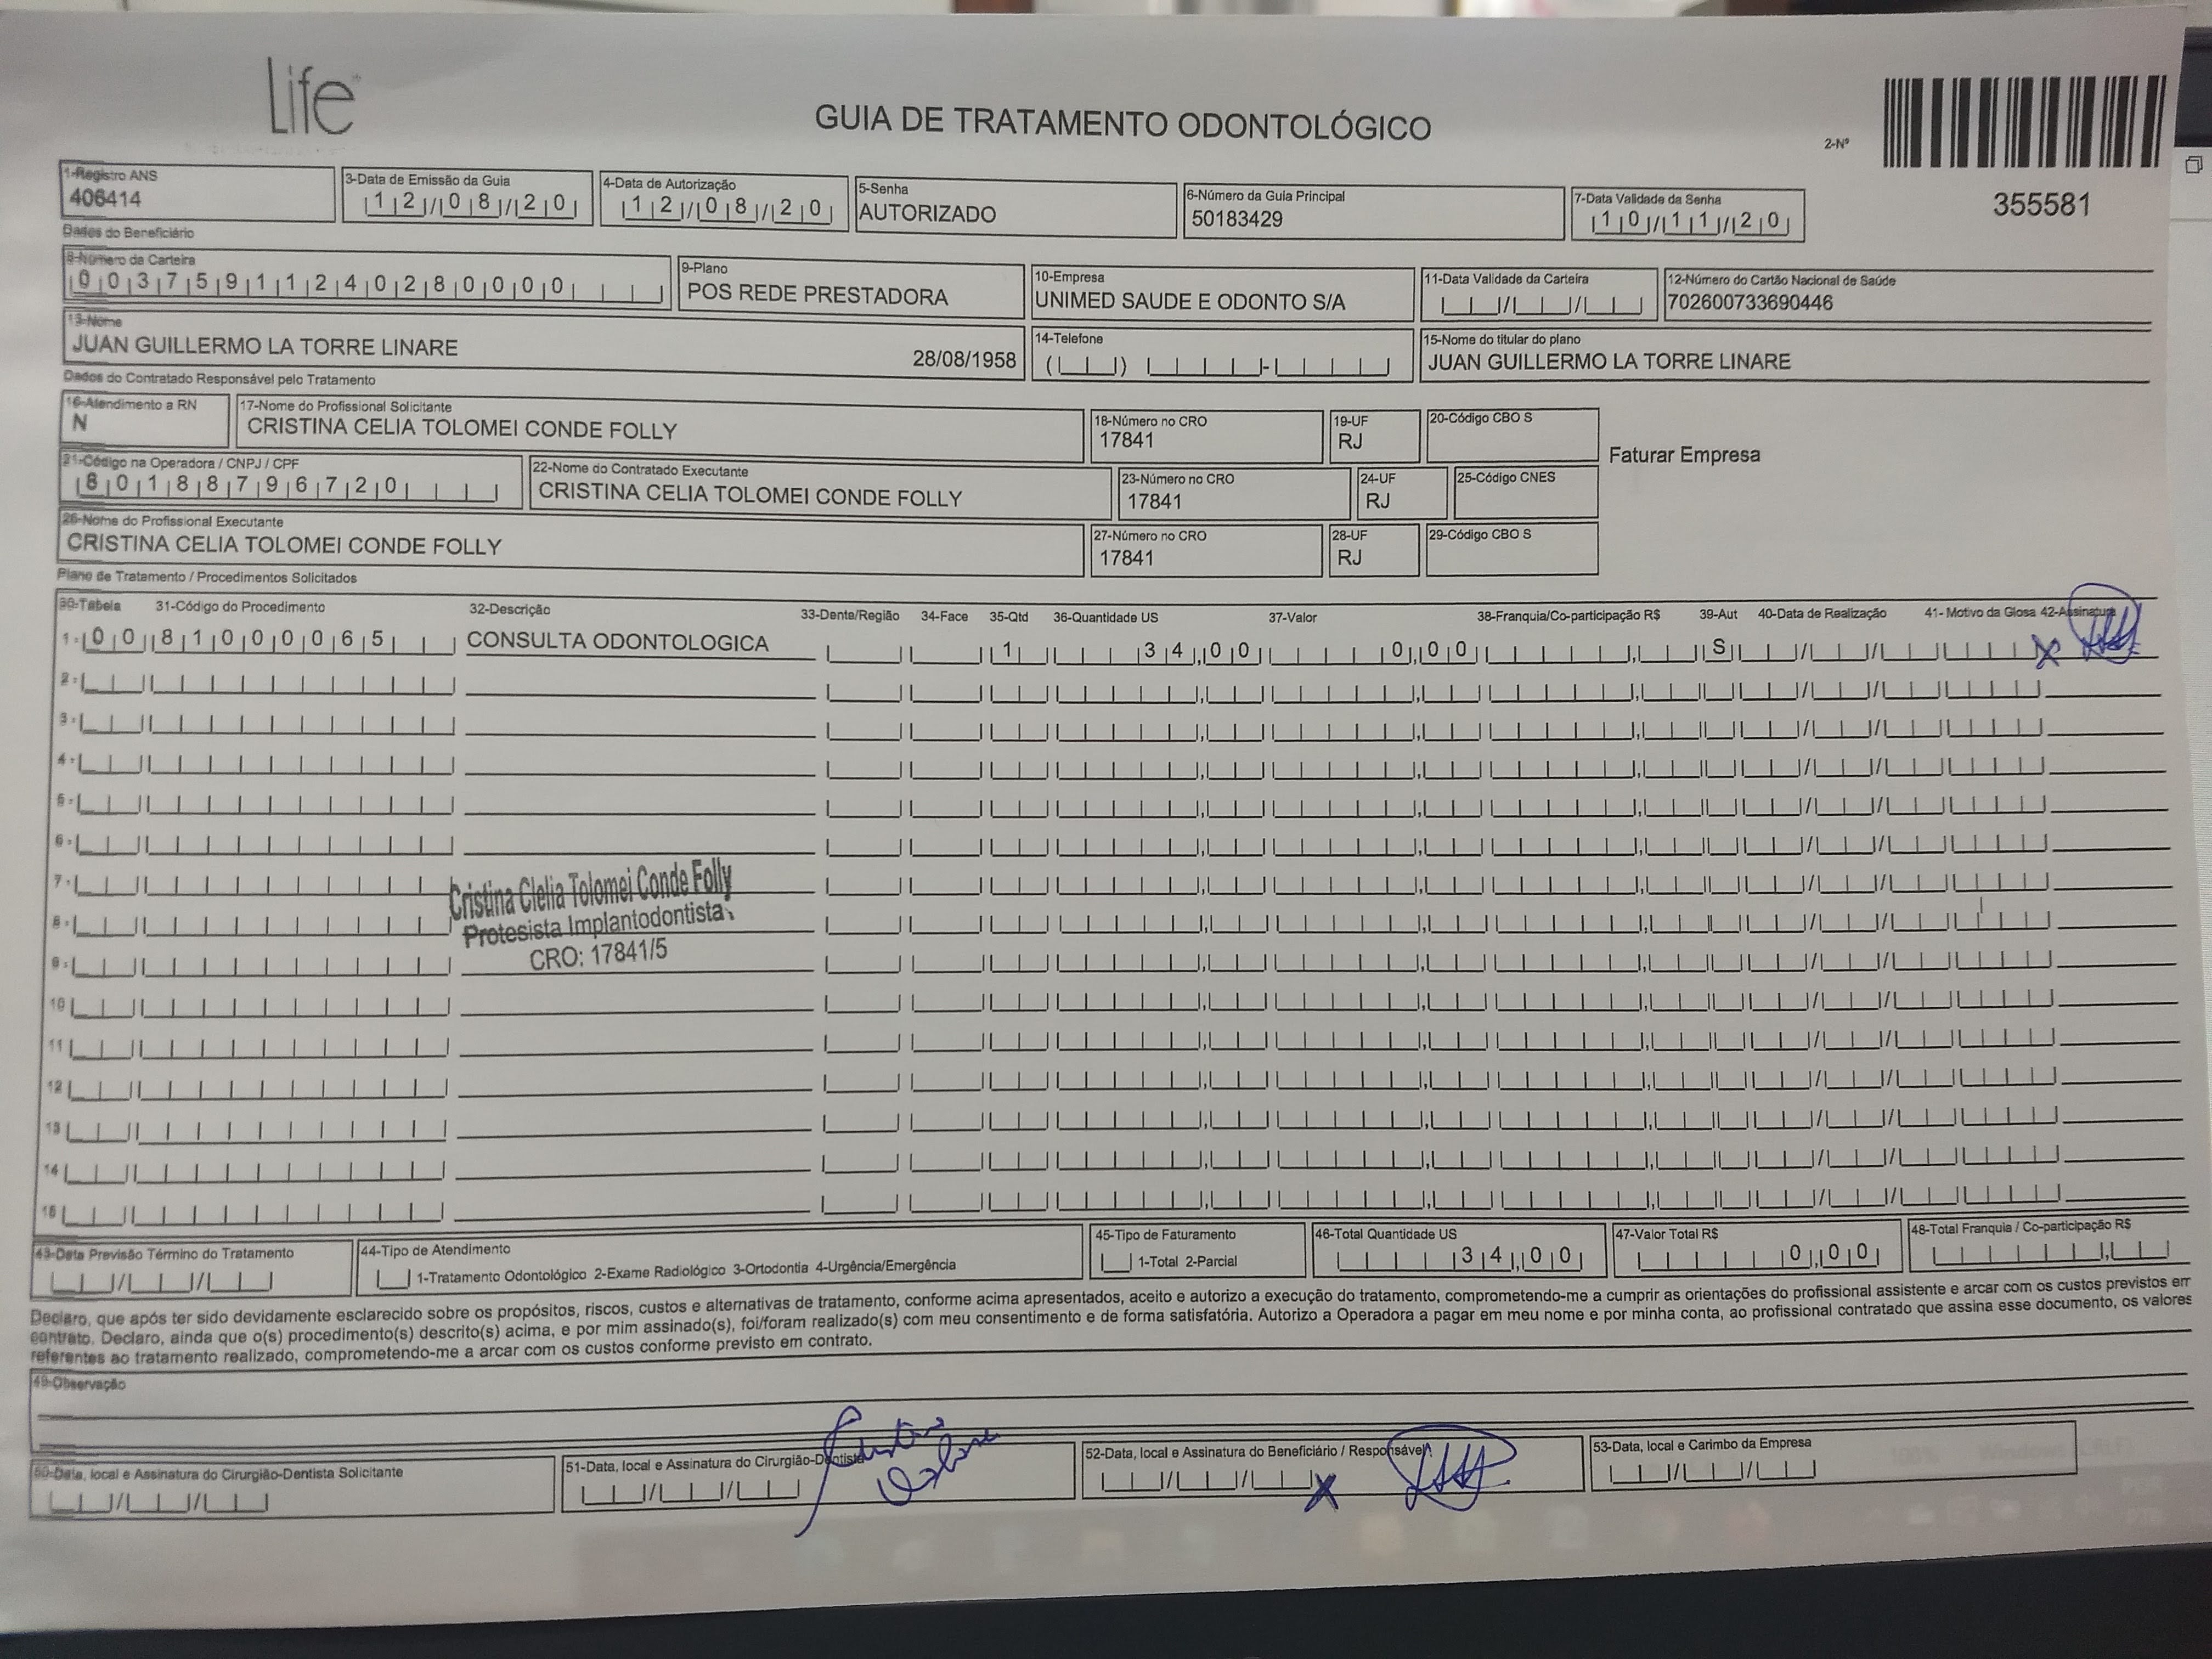 Life
GUIA DE TRATAMENTO ODONTOLÓGICO
2-Nº
355581
1-Registro ANS
406414
3-Data de Emissão da Guia
12/08/20
4-Data de Autorização
12/08/20
5-Senha
AUTORIZADO
6-Número da Guia Principal
50183429
7-Data Validade da Senha
10/11/20
Dados do Beneficiário
8-Número da Carteira
00375911240280000
9-Plano
POS REDE PRESTADORA
10-Empresa
UNIMED SAUDE E ODONTO S/A
11-Data Validade da Carteira
12-Número do Cartão Nacional de Saúde
702600733690446
13-Nome
JUAN GUILLERMO LA TORRE LINARE
28/08/1958
14-Telefone
15-Nome do titular do plano
JUAN GUILLERMO LA TORRE LINARE
Dados do Contratado Responsável pelo Tratamento
16-Atendimento a RN
N
17-Nome do Profissional Solicitante
CRISTINA CELIA TOLOMEI CONDE FOLLY
18-Número no CRO
17841
19-UF
RJ
20-Código CBO S
Faturar Empresa
21-Código na Operadora / CNPJ / CPF
80188796720
22-Nome do Contratado Executante
CRISTINA CELIA TOLOMEI CONDE FOLLY
23-Número no CRO
17841
24-UF
RJ
25-Código CNES
26-Nome do Profissional Executante
CRISTINA CELIA TOLOMEI CONDE FOLLY
27-Número no CRO
17841
28-UF
RJ
29-Código CBO S
Plano de Tratamento / Procedimentos Solicitados
30-Tabela 31-Código do Procedimento 32-Descrição 33-Dente/Região 34-Face 35-Qtd 36-Quantidade US 37-Valor 38-Franquia/Co-participação R$ 39-Aut 40-Data de Realização 41- Motivo da Glosa 42-Assinatura
1- 00 81000065 CONSULTA ODONTOLOGICA 1 34,00 0,00 S X
2-
3-
4-
5-
6-
7-
8-
9-
10
11
12
13
14
15
Cristina Clelia Tolomei Conde Folly
Protesista Implantodontista
CRO: 17841/5
43-Data Previsão Término do Tratamento
44-Tipo de Atendimento
1-Tratamento Odontológico 2-Exame Radiológico 3-Ortodontia 4-Urgência/Emergência
45-Tipo de Faturamento
1-Total 2-Parcial
46-Total Quantidade US
34,00
47-Valor Total R$
0,00
48-Total Franquia / Co-participação R$
Declaro, que após ter sido devidamente esclarecido sobre os propósitos, riscos, custos e alternativas de tratamento, conforme acima apresentados, aceito e autorizo a execução do tratamento, comprometendo-me a cumprir as orientações do profissional assistente e arcar com os custos previstos em
contrato. Declaro, ainda que o(s) procedimento(s) descrito(s) acima, e por mim assinado(s), foi/foram realizado(s) com meu consentimento e de forma satisfatória. Autorizo a Operadora a pagar em meu nome e por minha conta, ao profissional contratado que assina esse documento, os valores
referentes ao tratamento realizado, comprometendo-me a arcar com os custos conforme previsto em contrato.
49-Observação
50-Data, local e Assinatura do Cirurgião-Dentista Solicitante
51-Data, local e Assinatura do Cirurgião-Dentista
52-Data, local e Assinatura do Beneficiário / Responsável
X
53-Data, local e Carimbo da Empresa